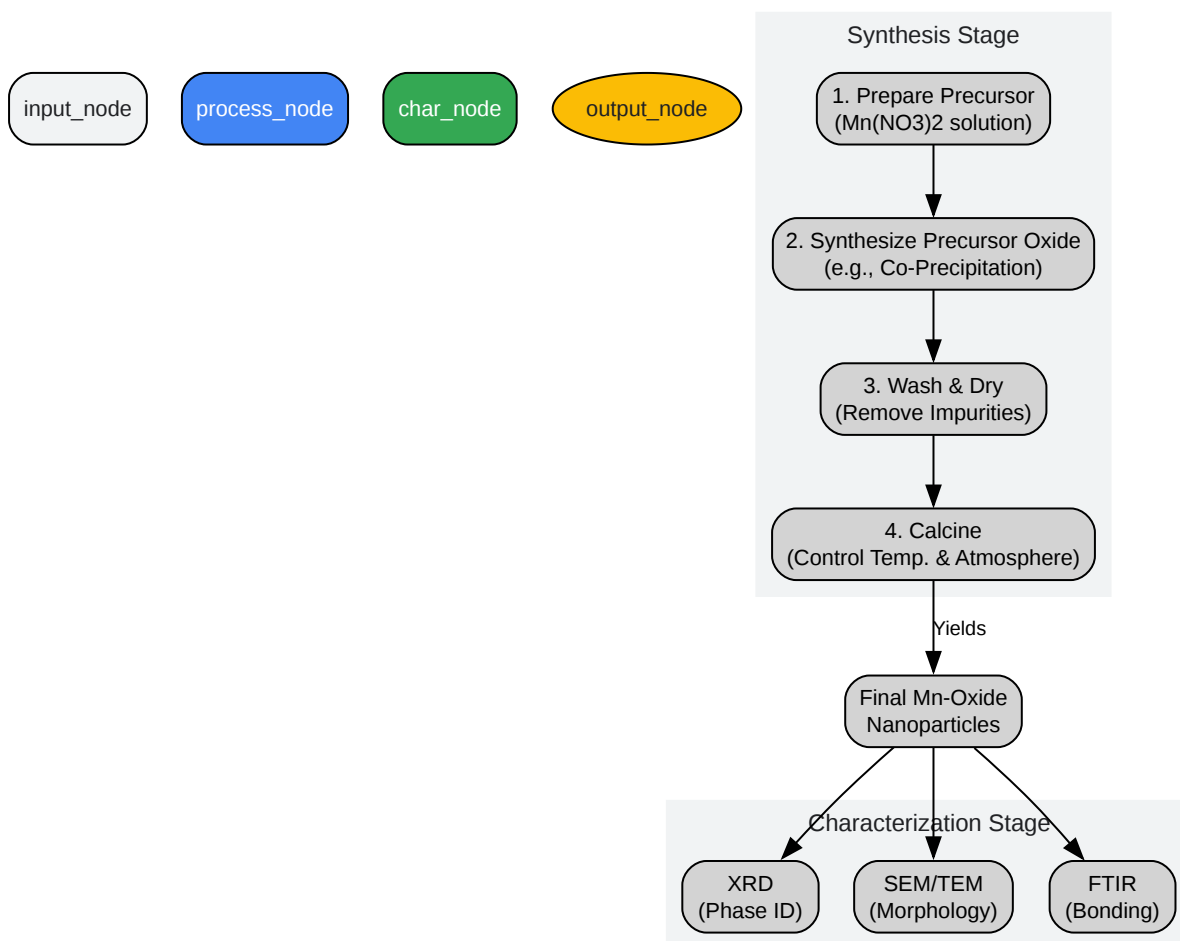 input_node
process_node
char_node
output_node
Synthesis Stage
1. Prepare Precursor
(Mn(NO3)2 solution)
2. Synthesize Precursor Oxide
(e.g., Co-Precipitation)
3. Wash & Dry
(Remove Impurities)
4. Calcine
(Control Temp. & Atmosphere)
Yields
Final Mn-Oxide
Nanoparticles
Characterization Stage
XRD
(Phase ID)
SEM/TEM
(Morphology)
FTIR
(Bonding)